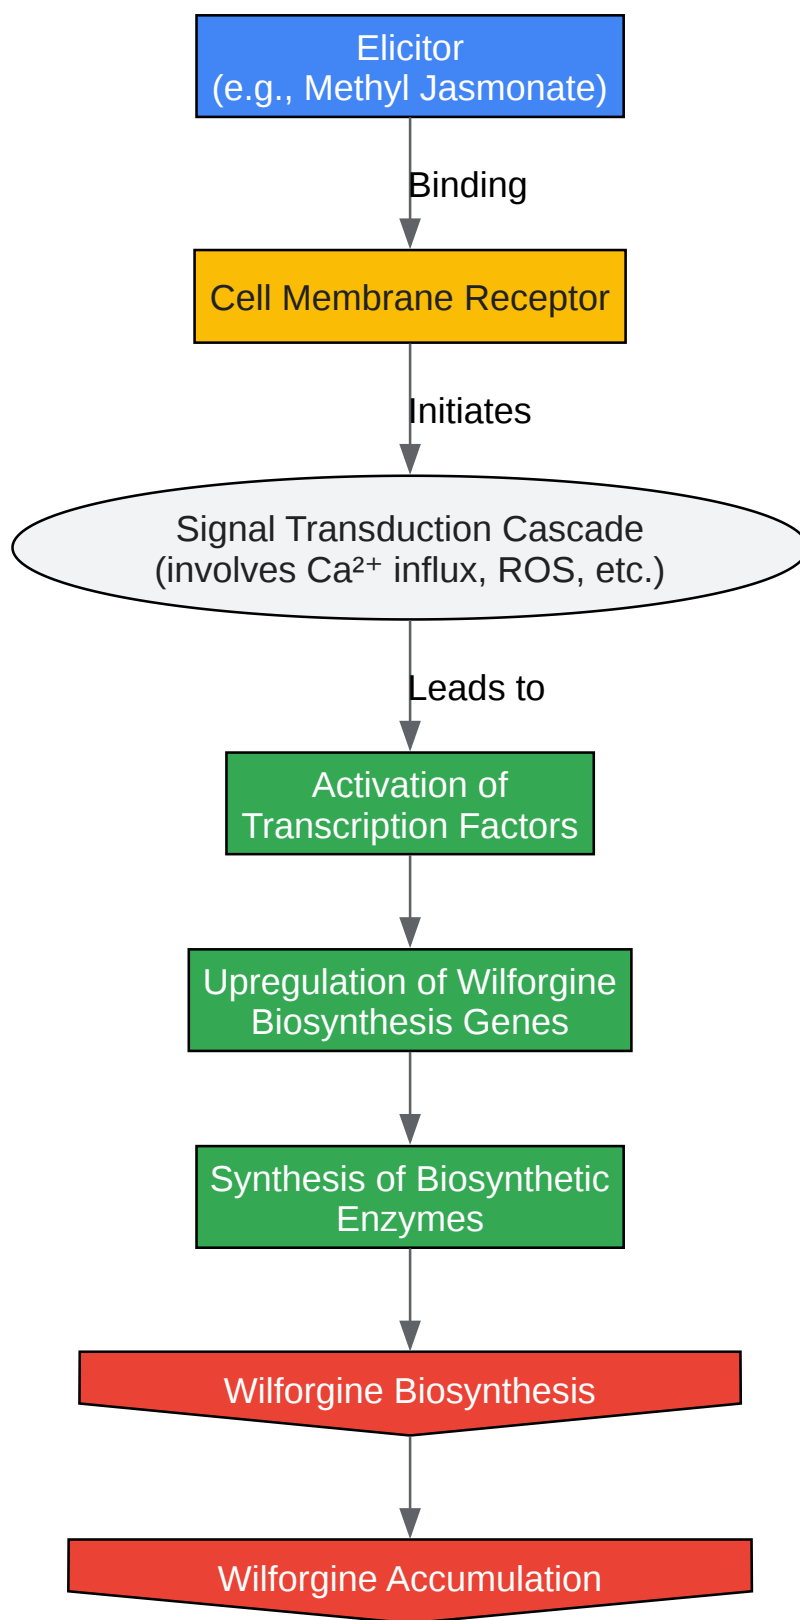 Elicitor
(e.g., Methyl Jasmonate)
Binding
Cell Membrane Receptor
Initiates
Signal Transduction Cascade
(involves Ca²⁺ influx, ROS, etc.)
Leads to
Activation of
Transcription Factors
Upregulation of Wilforgine
Biosynthesis Genes
Synthesis of Biosynthetic
Enzymes
Wilforgine Biosynthesis
Wilforgine Accumulation